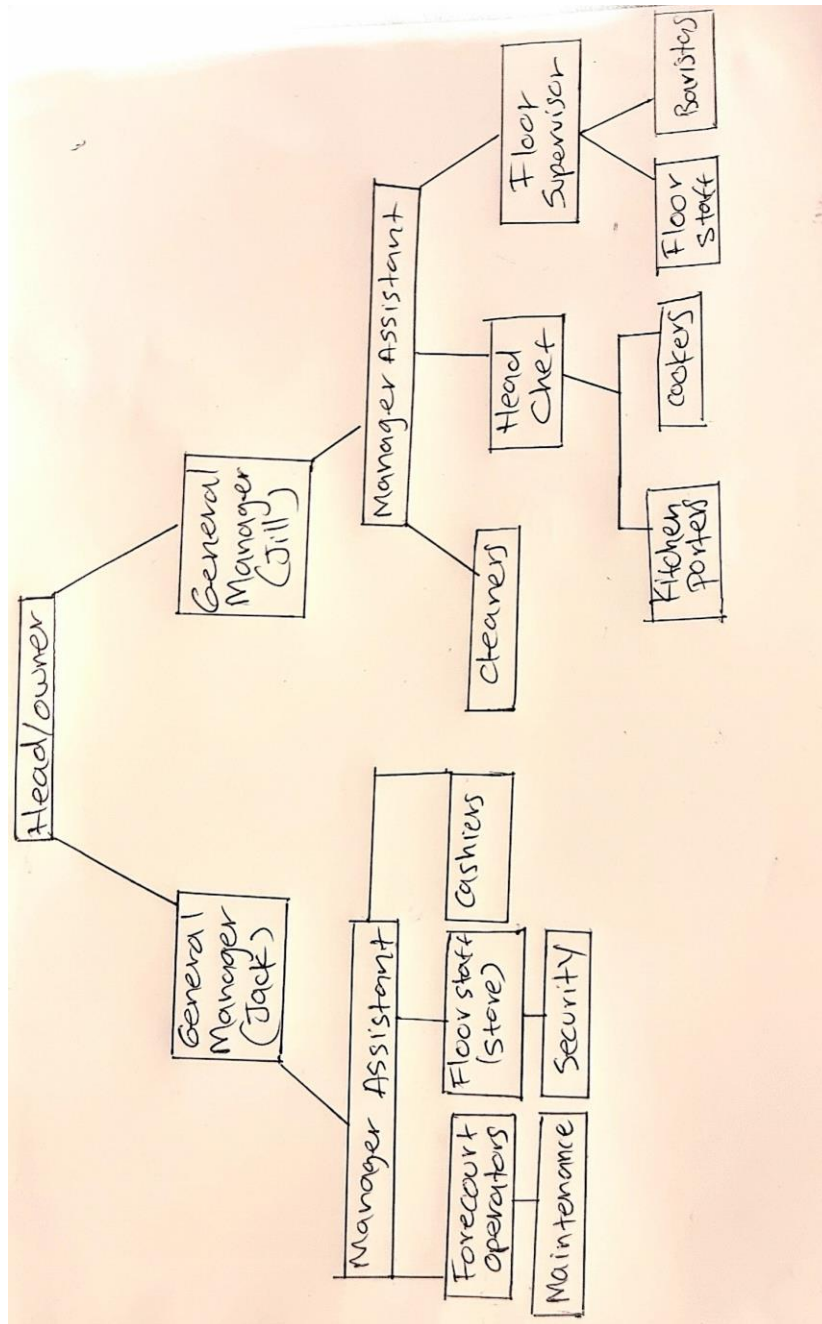 Head/owner
General
Manager
(Jack)
General
Manager
(Jill)
Manager Assistant
Manager Assistant
Forecourt
operators
Floor staff
(store)
Cashiers
Cleaners
Head
Chef
Floor
Supervisor
Maintenance
Security
Kitchen
Porters
cookers
Floor
Staff
Baristas